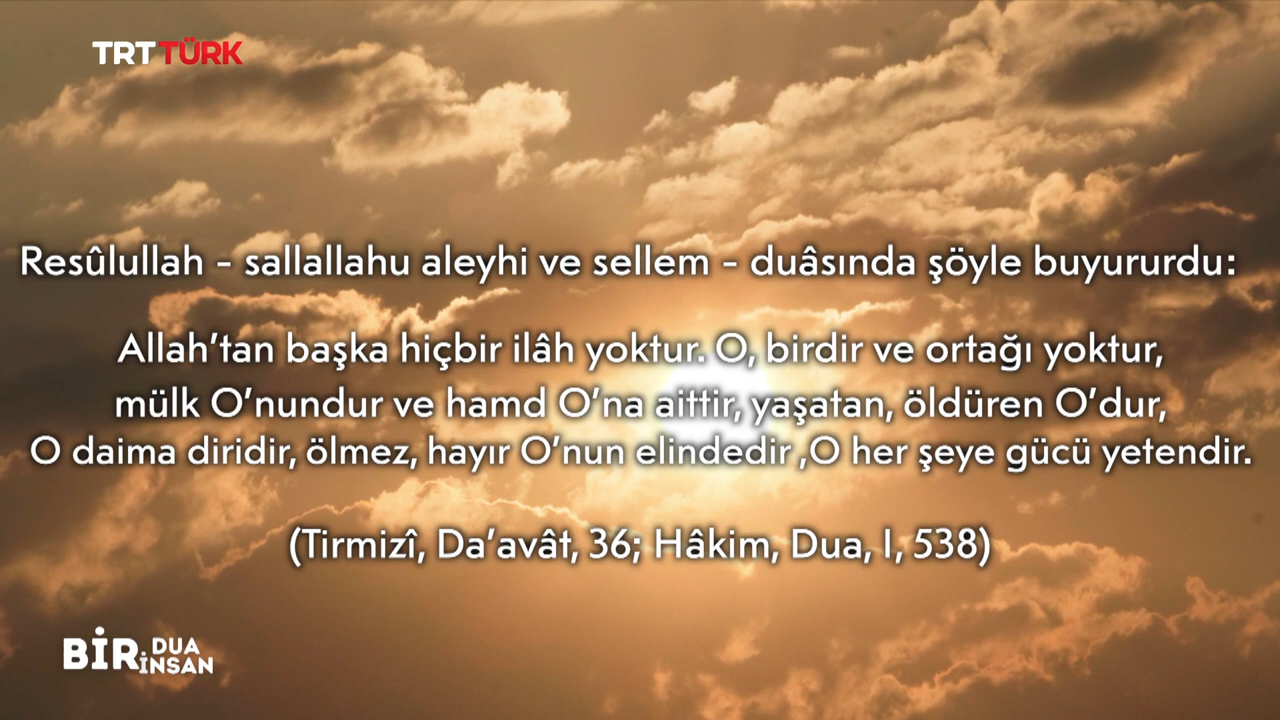 TRT TÜRK
Resûlullah - sallallahu aleyhi ve sellem - duâsında şöyle buyururdu:
Allah'tan başka hiçbir ilâh yoktur. O, birdir ve ortağı yoktur,
mülk O'nundur ve hamd O'na aittir, yaşatan, öldüren O'dur,
O daima diridir, ölmez, hayır O'nun elindedir ,O her şeye gücü yetendir.
(Tirmizî, Da'avât, 36; Hâkim, Dua, I, 538)
BİR DUA
BİR İNSAN